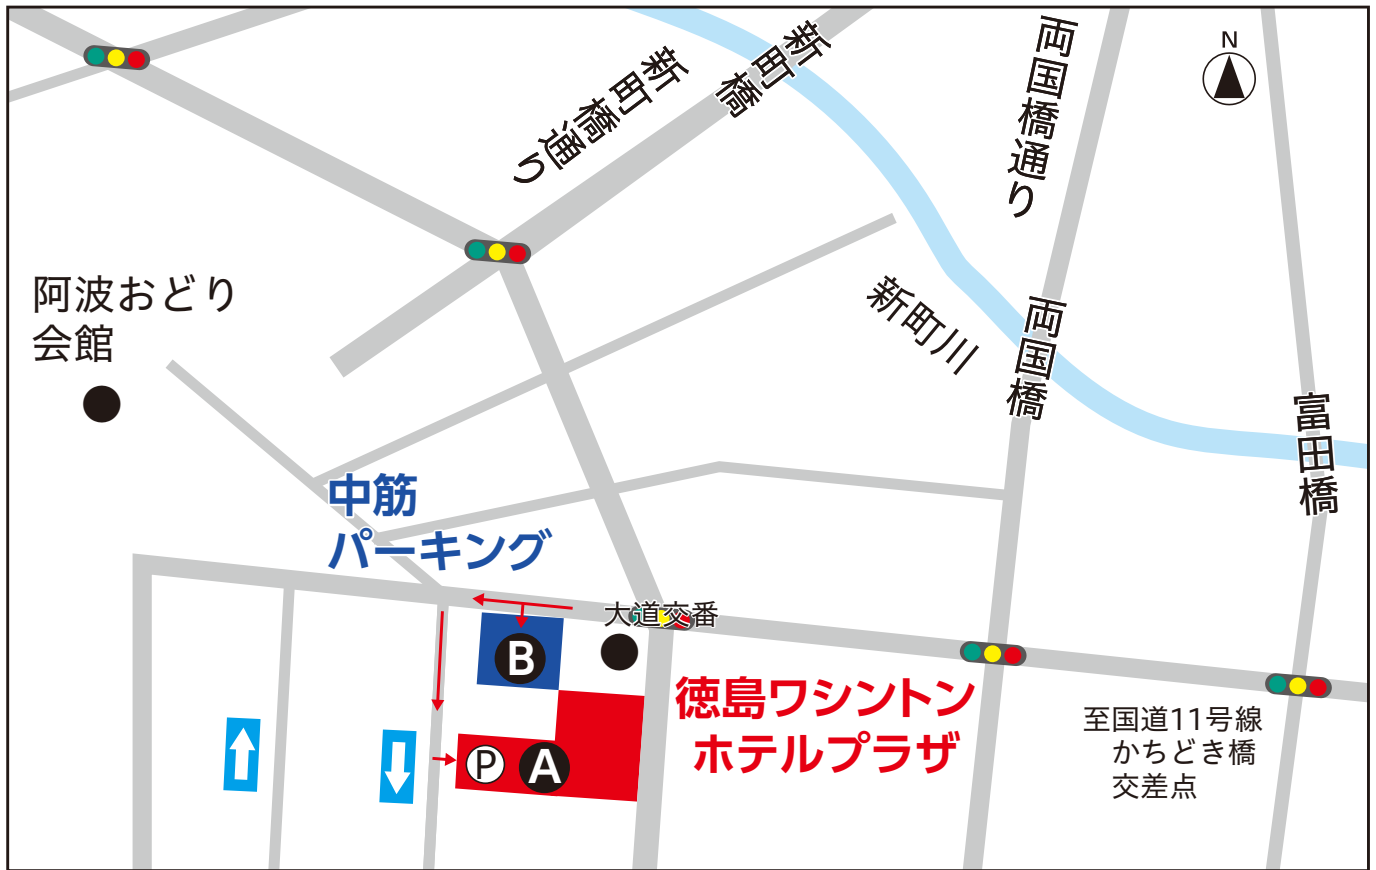 新町橋
新町橋通り
両国橋通り
N
阿波おどり
会館
新町川
両国橋
富田橋
中筋
パーキング
大道交番
B
徳島ワシントン
ホテルプラザ
P
A
至国道11号線
かちどき橋
交差点